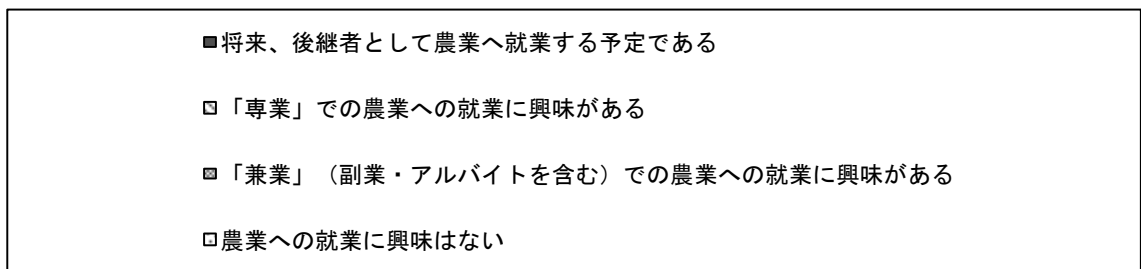 将来、後継者として農業へ就業する予定である
「専業」での農業への就業に興味がある
「兼業」（副業・アルバイトを含む）での農業への就業に興味がある
農業への就業に興味はない